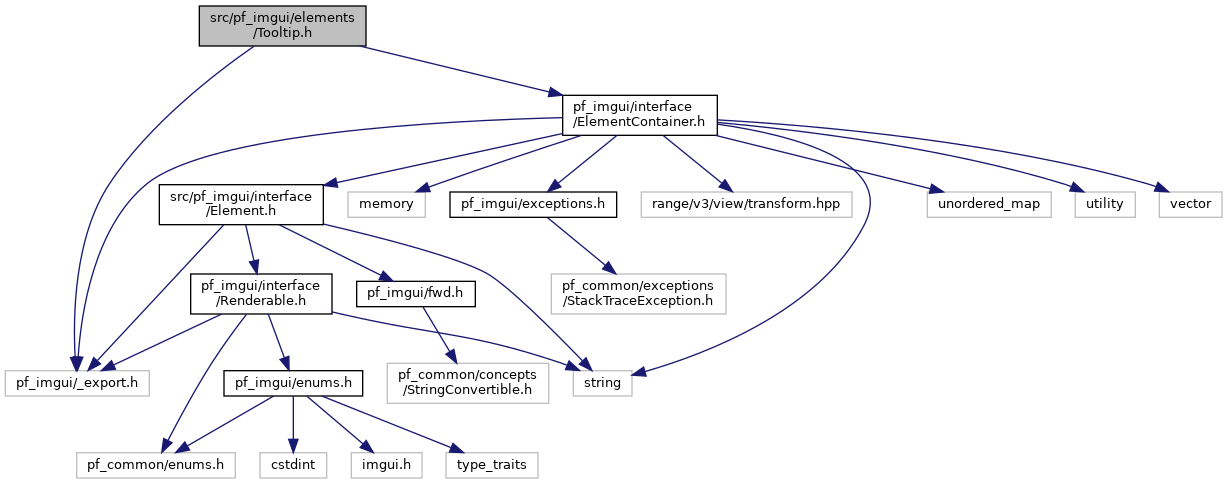 src/pf_imgui/elements
/Tooltip.h
pf_imgui/interface
/ElementContainer.h
src/pf_imgui/interface
/Element.h
memory
pf_imgui/exceptions.h
range/v3/view/transform.hpp
unordered_map
utility
vector
pf_imgui/interface
/Renderable.h
pf_imgui/fwd.h
pf_common/exceptions
/StackTraceException.h
pf_imgui/_export.h
pf_imgui/enums.h
pf_common/concepts
/StringConvertible.h
string
pf_common/enums.h
cstdint
imgui.h
type_traits